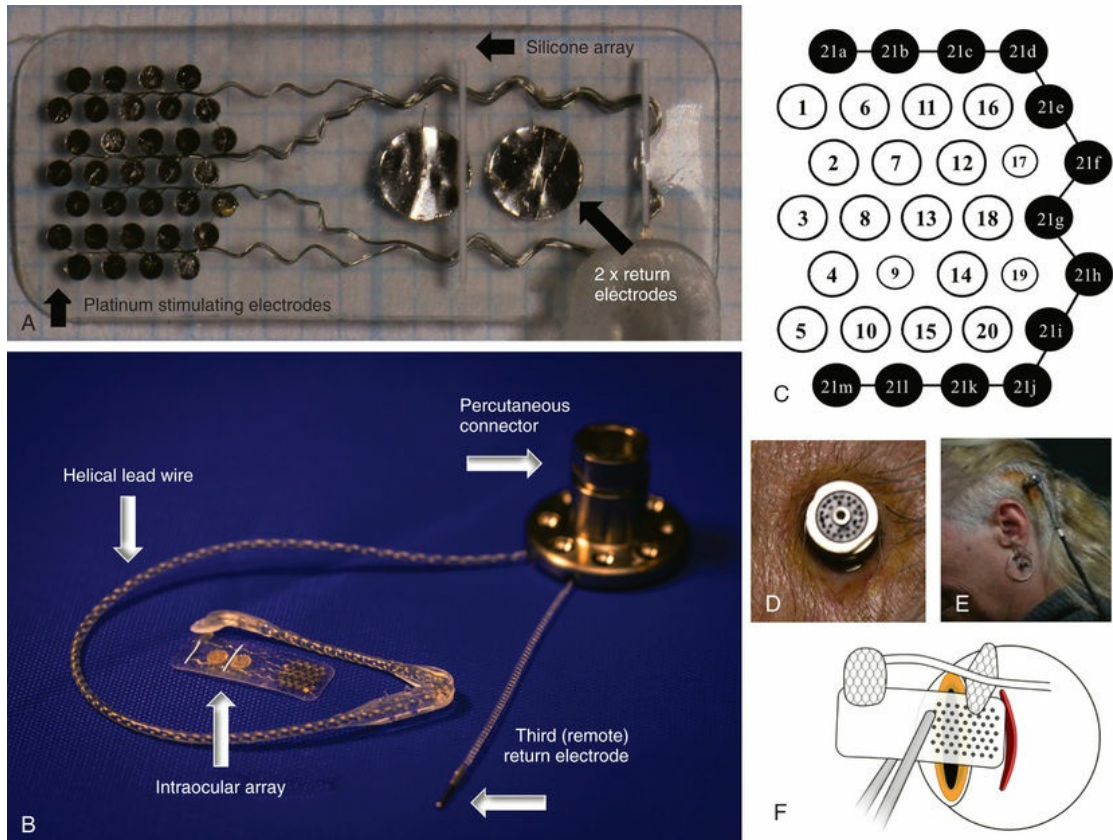 Silicone array
2 x return
electrodes
Platinum stimulating electrodes
A
21a 21b 21c 21d
1 6 11 16 21e
2 7 12 17 21f
3 8 13 18 21g
4 9 14 19 21h
5 10 15 20 21i
21m 21l 21k 21j
C
Percutaneous
connector
Helical lead wire
Third (remote)
return electrode
Intraocular array
B
D
E
F